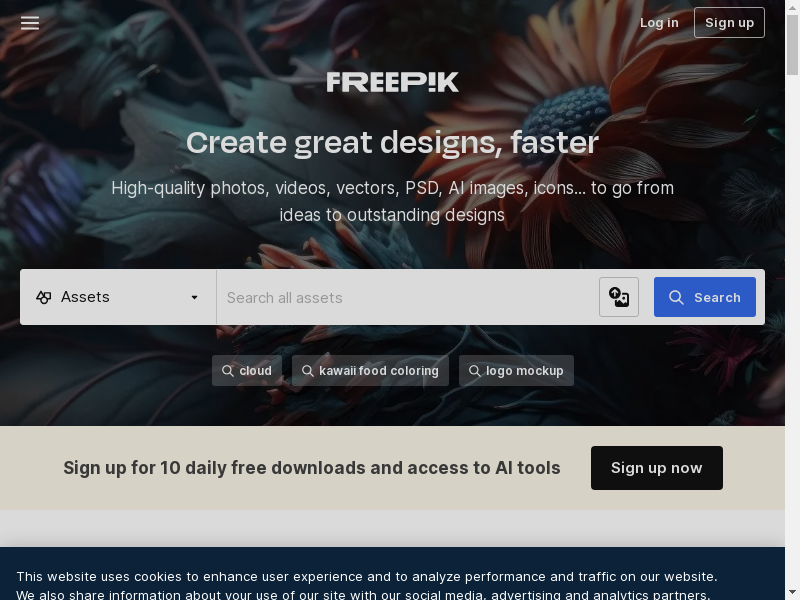 Log in
Sign up
FREEPIK
Create great designs, faster
High-quality photos, videos, vectors, PSD, AI images, icons... to go from
ideas to outstanding designs
Assets
Search all assets
Search
cloud
kawaii food coloring
logo mockup
Sign up for 10 daily free downloads and access to AI tools
Sign up now
This website uses cookies to enhance user experience and to analyze performance and traffic on our website.
We also share information about your use of our site with our social media, advertising and analytics partners.